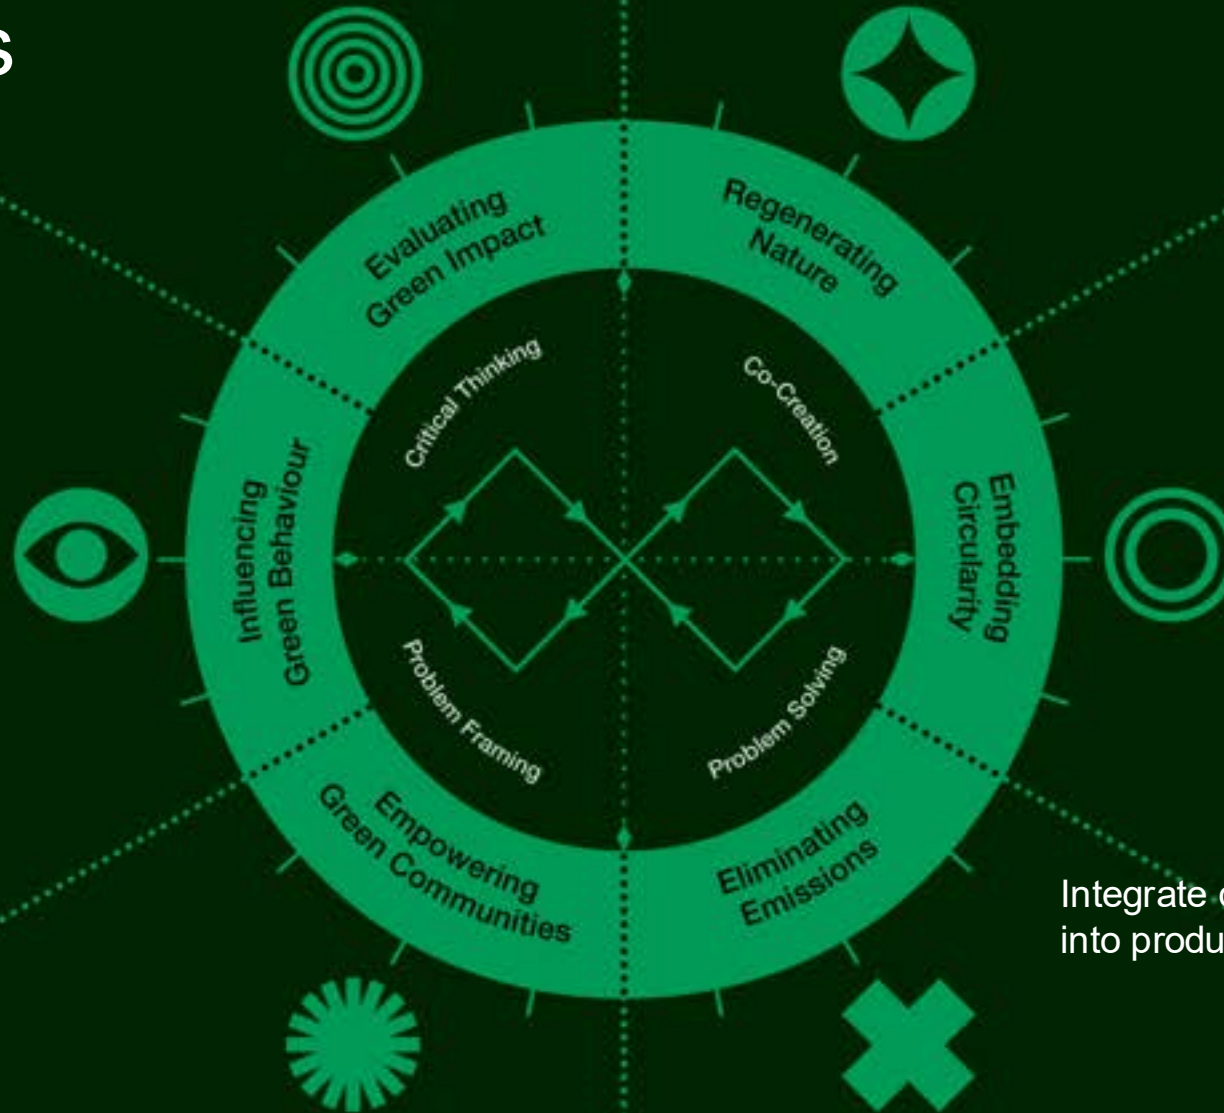 s
Evaluating
Green Impact
Regenerating
Nature
Critical Thinking
Co-Creation
Influencing
Green Behaviour
Embedding
Circularity
Problem Framing
Problem Solving
Empowering
Green Communities
Eliminating
Emissions
Integrate
into